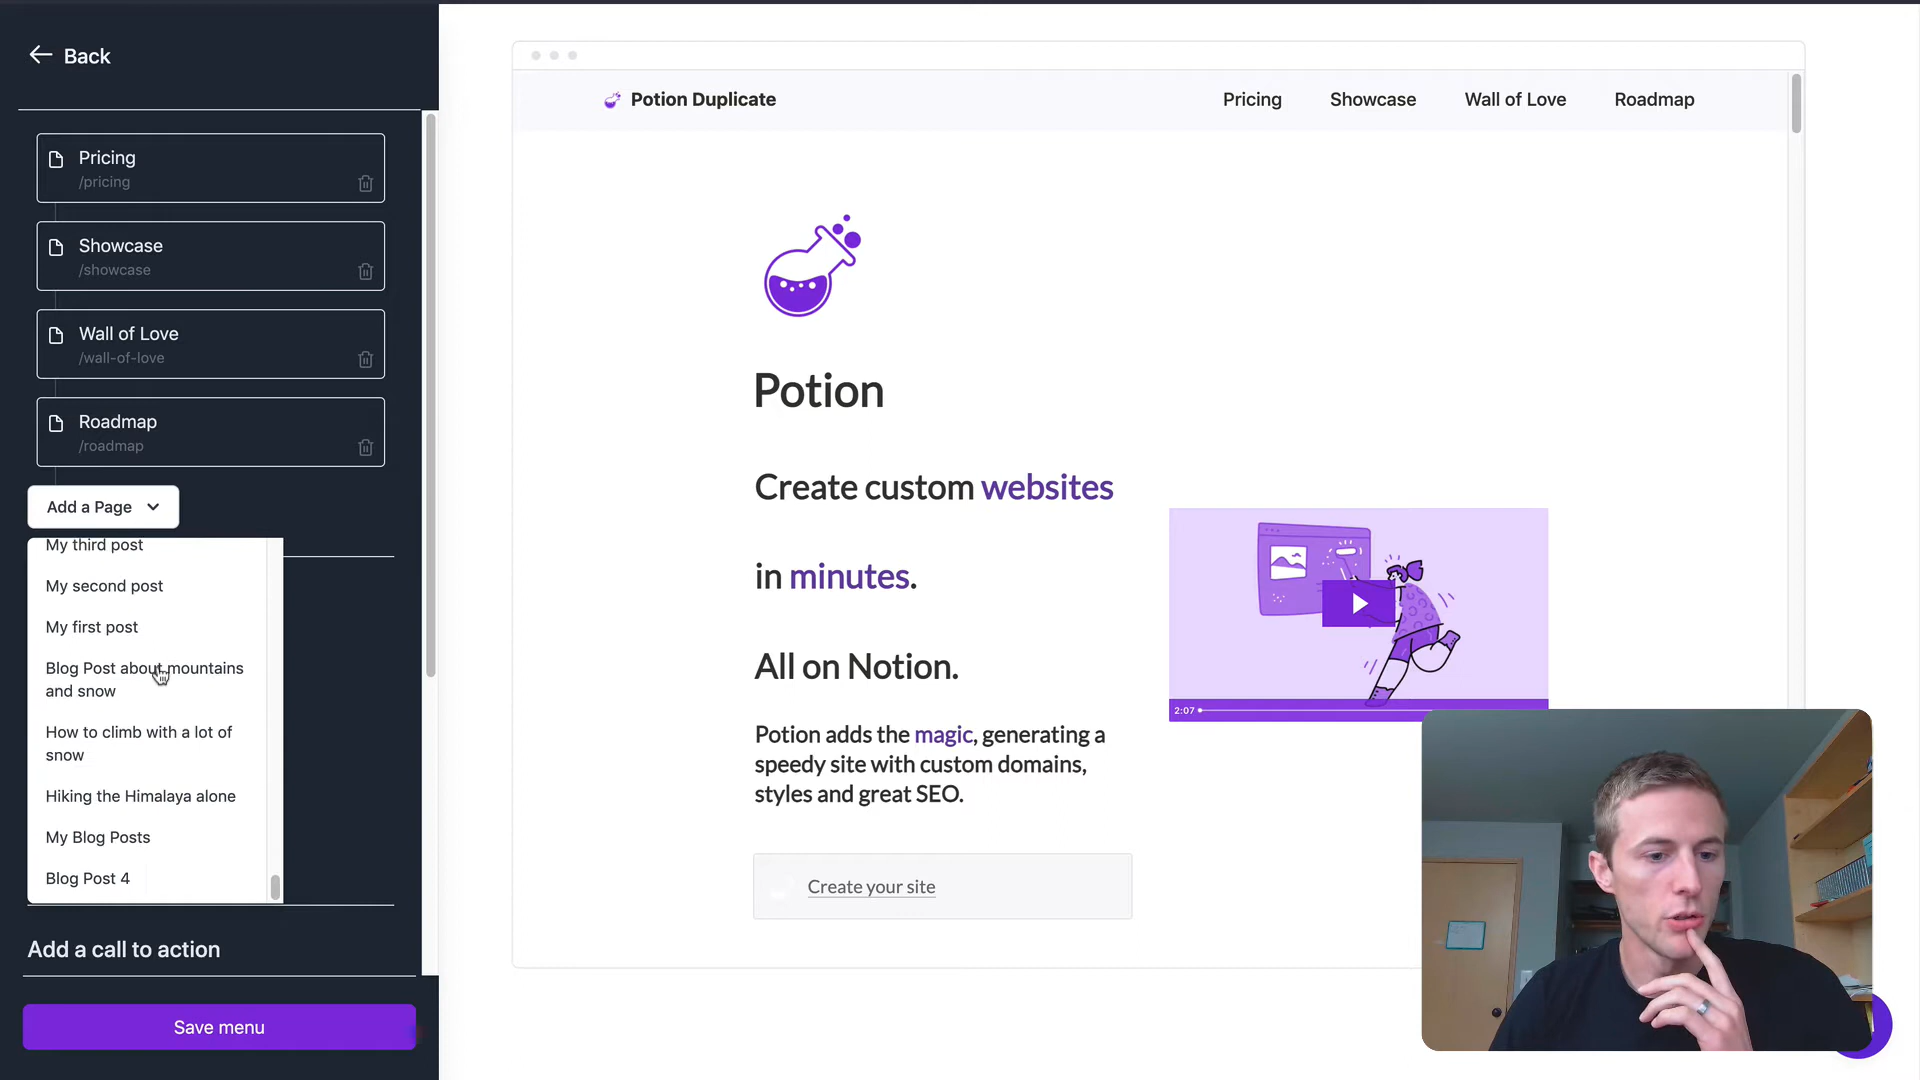 Back
Pricing
/pricing
Showcase
/showcase
Wall of Love
/wall-of-love
Roadmap
/roadmap
Add a Page
My third post
My second post
My first post
Blog Post about mountains
and snow
How to climb with a lot of
snow
Hiking the Himalaya alone
My Blog Posts
Blog Post 4
Add a call to action
Save menu
Potion Duplicate
Pricing
Showcase
Wall of Love
Roadmap
Potion
Create custom websites
in minutes.
All on Notion.
Potion adds the magic, generating a
speedy site with custom domains,
styles and great SEO.
Create your site
2:07